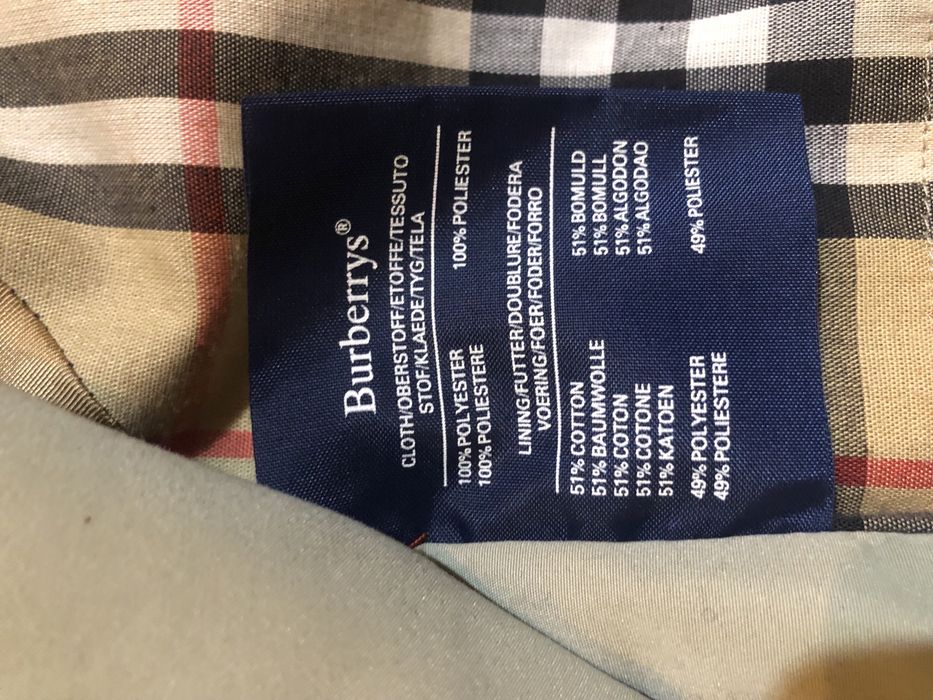 Burberrys®
CLOTH/OBERSTOFF/ETOFFE/TESSUTO
STOF/KLAEDE/TYG/TELA
100% POLYESTER 100% POLIESTER
100% POLIESTERE
LINING/FUTTER/DOUBLURE/FODERA
VOERING/FOER/FODER/FORRO
51% COTTON 51% BOMULD
51% BAUMWOLLE 51% BOMULL
51% COTON 51% ALGODON
51% COTONE 51% ALGODAO
51% KATOEN
49% POLYESTER 49% POLIESTER
49% POLIESTERE